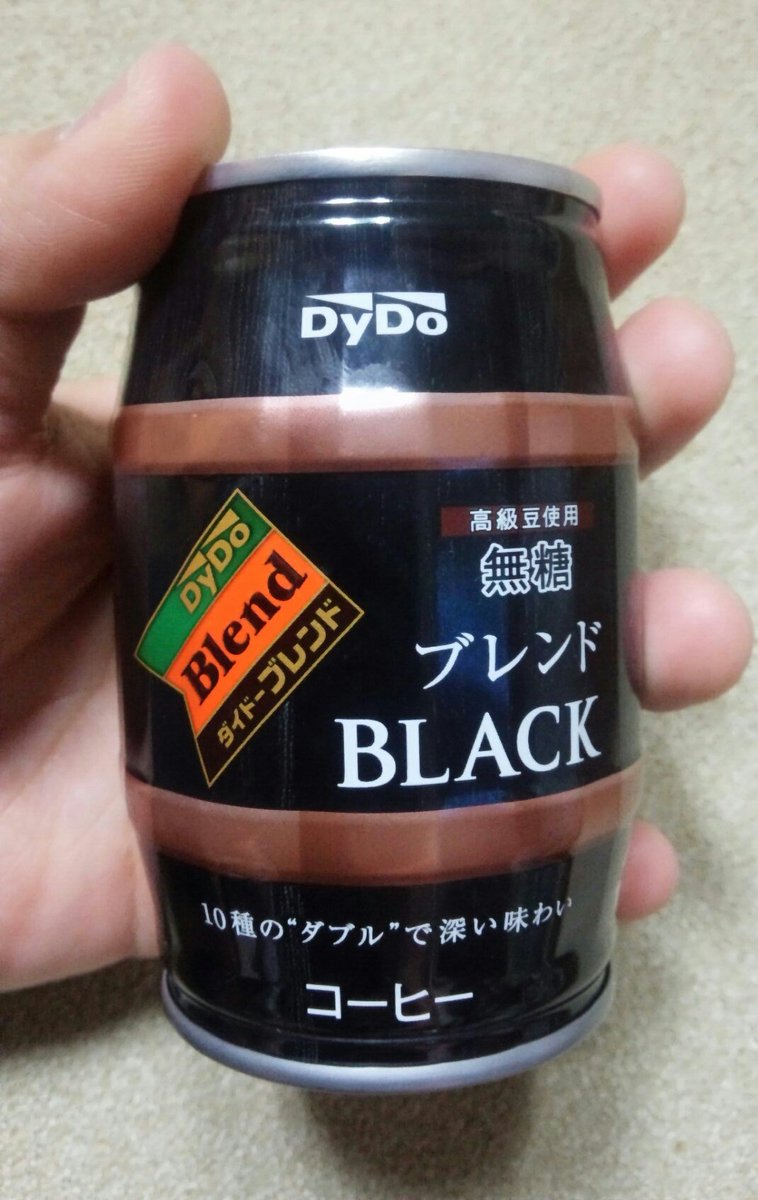 DyDo
DyDo
Blend
ダイドーブレンド
高級豆使用
無糖
ブレンド
BLACK
10種の“ダブル”で深い味わい
コーヒー